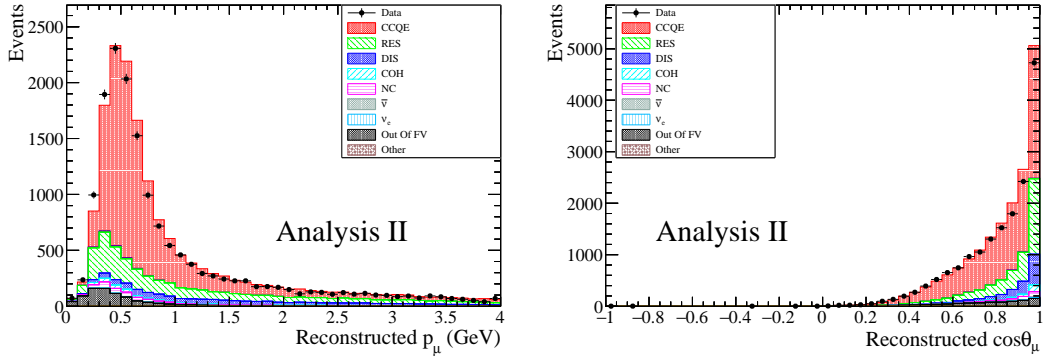 Events
2500
2000
1500
1000
500
0
0 0.5 1 1.5 2 2.5 3 3.5 4
Reconstructed pμ (GeV)
Data
CCQE
RES
DIS
COH
NC
ν̅
νe
Out Of FV
Other
Analysis II
Events
5000
4000
3000
2000
1000
0
−1 −0.8 −0.6 −0.4 −0.2 0 0.2 0.4 0.6 0.8 1
Reconstructed cosθμ
Data
CCQE
RES
DIS
COH
NC
ν̅
νe
Out Of FV
Other
Analysis II